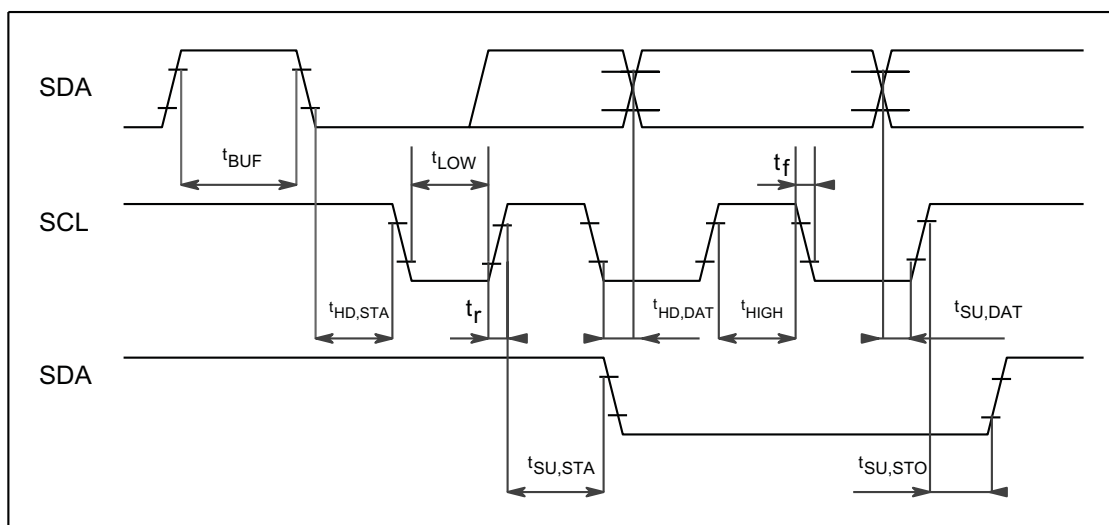 SDA
tBUF
tLOW
tf
SCL
tHD,STA
tr
tHD,DAT
tHIGH
tSU,DAT
SDA
tSU,STA
tSU,STO